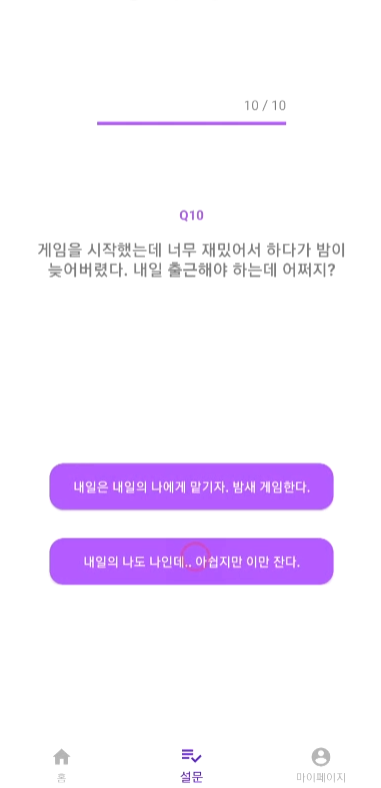 10 / 10
Q10
게임을 시작했는데 너무 재밌어서 하다가 밤이
늦어버렸다. 내일 출근해야 하는데 어쩌지?
내일은 내일의 나에게 맡기자. 밤새 게임한다.
내일의 나도 나인데.. 아쉽지만 이만 잔다.
홈
설문
마이페이지